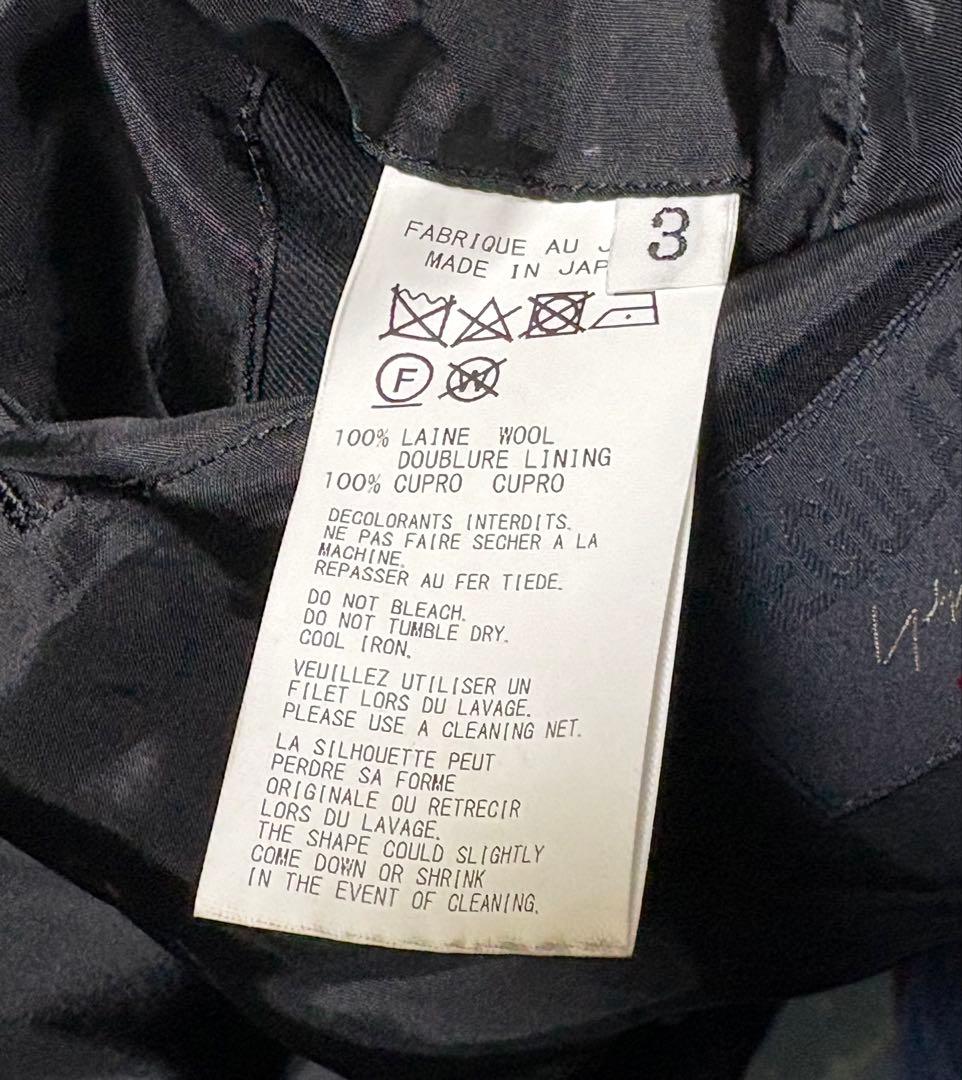 3
FABRIQUE AU
MADE IN
F
W
100% LAINE WOOL
DOUBLURE LINING
100% CUPRO CUPRO
DECOLORANTS INTERDITS.
NE PAS FAIRE SECHER A LA
MACHINE.
REPASSER AU FER TIEDE.
DO NOT BLEACH.
DO NOT TUMBLE DRY.
COOL IRON.
VEUILLEZ UTILISER UN
FILET LORS DU LAVAGE.
PLEASE USE A CLEANING NET.
LA SILHOUETTE PEUT
PERDRE SA FORME
ORIGINALE OU RETRECIR
LORS DU LAVAGE.
THE SHAPE COULD SLIGHTLY
COME DOWN OR SHRINK
IN THE EVENT OF CLEANING.